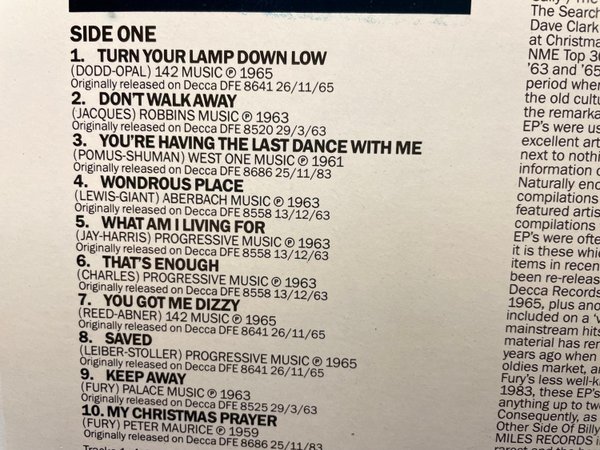 SIDE ONE
1. TURN YOUR LAMP DOWN LOW
(DODD-OPAL) 142 MUSIC ℗ 1965
Originally released on Decca DFE 8641 26/11/65
2. DON'T WALK AWAY
(JACQUES) ROBBINS MUSIC ℗ 1963
Originally released on Decca DFE 8520 29/3/63
3. YOU'RE HAVING THE LAST DANCE WITH ME
(POMUS-SHUMAN) WEST ONE MUSIC ℗ 1961
Originally released on Decca DFE 8686 25/11/83
4. WONDROUS PLACE
(LEWIS-GIANT) ABERBACH MUSIC ℗ 1963
Originally released on Decca DFE 8558 13/12/63
5. WHAT AM I LIVING FOR
(JAY-HARRIS) PROGRESSIVE MUSIC ℗ 1963
Originally released on Decca DFE 8558 13/12/63
6. THAT'S ENOUGH
(CHARLES) PROGRESSIVE MUSIC ℗ 1963
Originally released on Decca DFE 8558 13/12/63
7. YOU GOT ME DIZZY
(REED-ABNER) 142 MUSIC ℗ 1965
Originally released on Decca DFE 8641 26/11/65
8. SAVED
(LEIBER-STOLLER) PROGRESSIVE MUSIC ℗ 1965
Originally released on Decca DFE 8641 26/11/65
9. KEEP AWAY
(FURY) PALACE MUSIC ℗ 1963
Originally released on Decca DFE 8525 29/3/63
10. MY CHRISTMAS PRAYER
(FURY) PETER MAURICE ℗ 1959
Originally released on Decca DFE 8686 25/11/83
The Search
Dave Clark
at Christma
NME Top 3
'63 and '65
period when
the old cultu
the remarka
EP's were us
excellent art
next to nothi
information o
Naturally enc
compilations
featured artis
compilations
EP's were ofte
it is these whic
items in recen
been re-releas
Decca Records
1965, plus ano
included on a 'v
mainstream hits
material has ren
years ago when
oldies market, a
Fury's less well-k
1983, these EP's
anything up to tw
Consequently, as
Other Side Of Billy
MILES RECORDS i